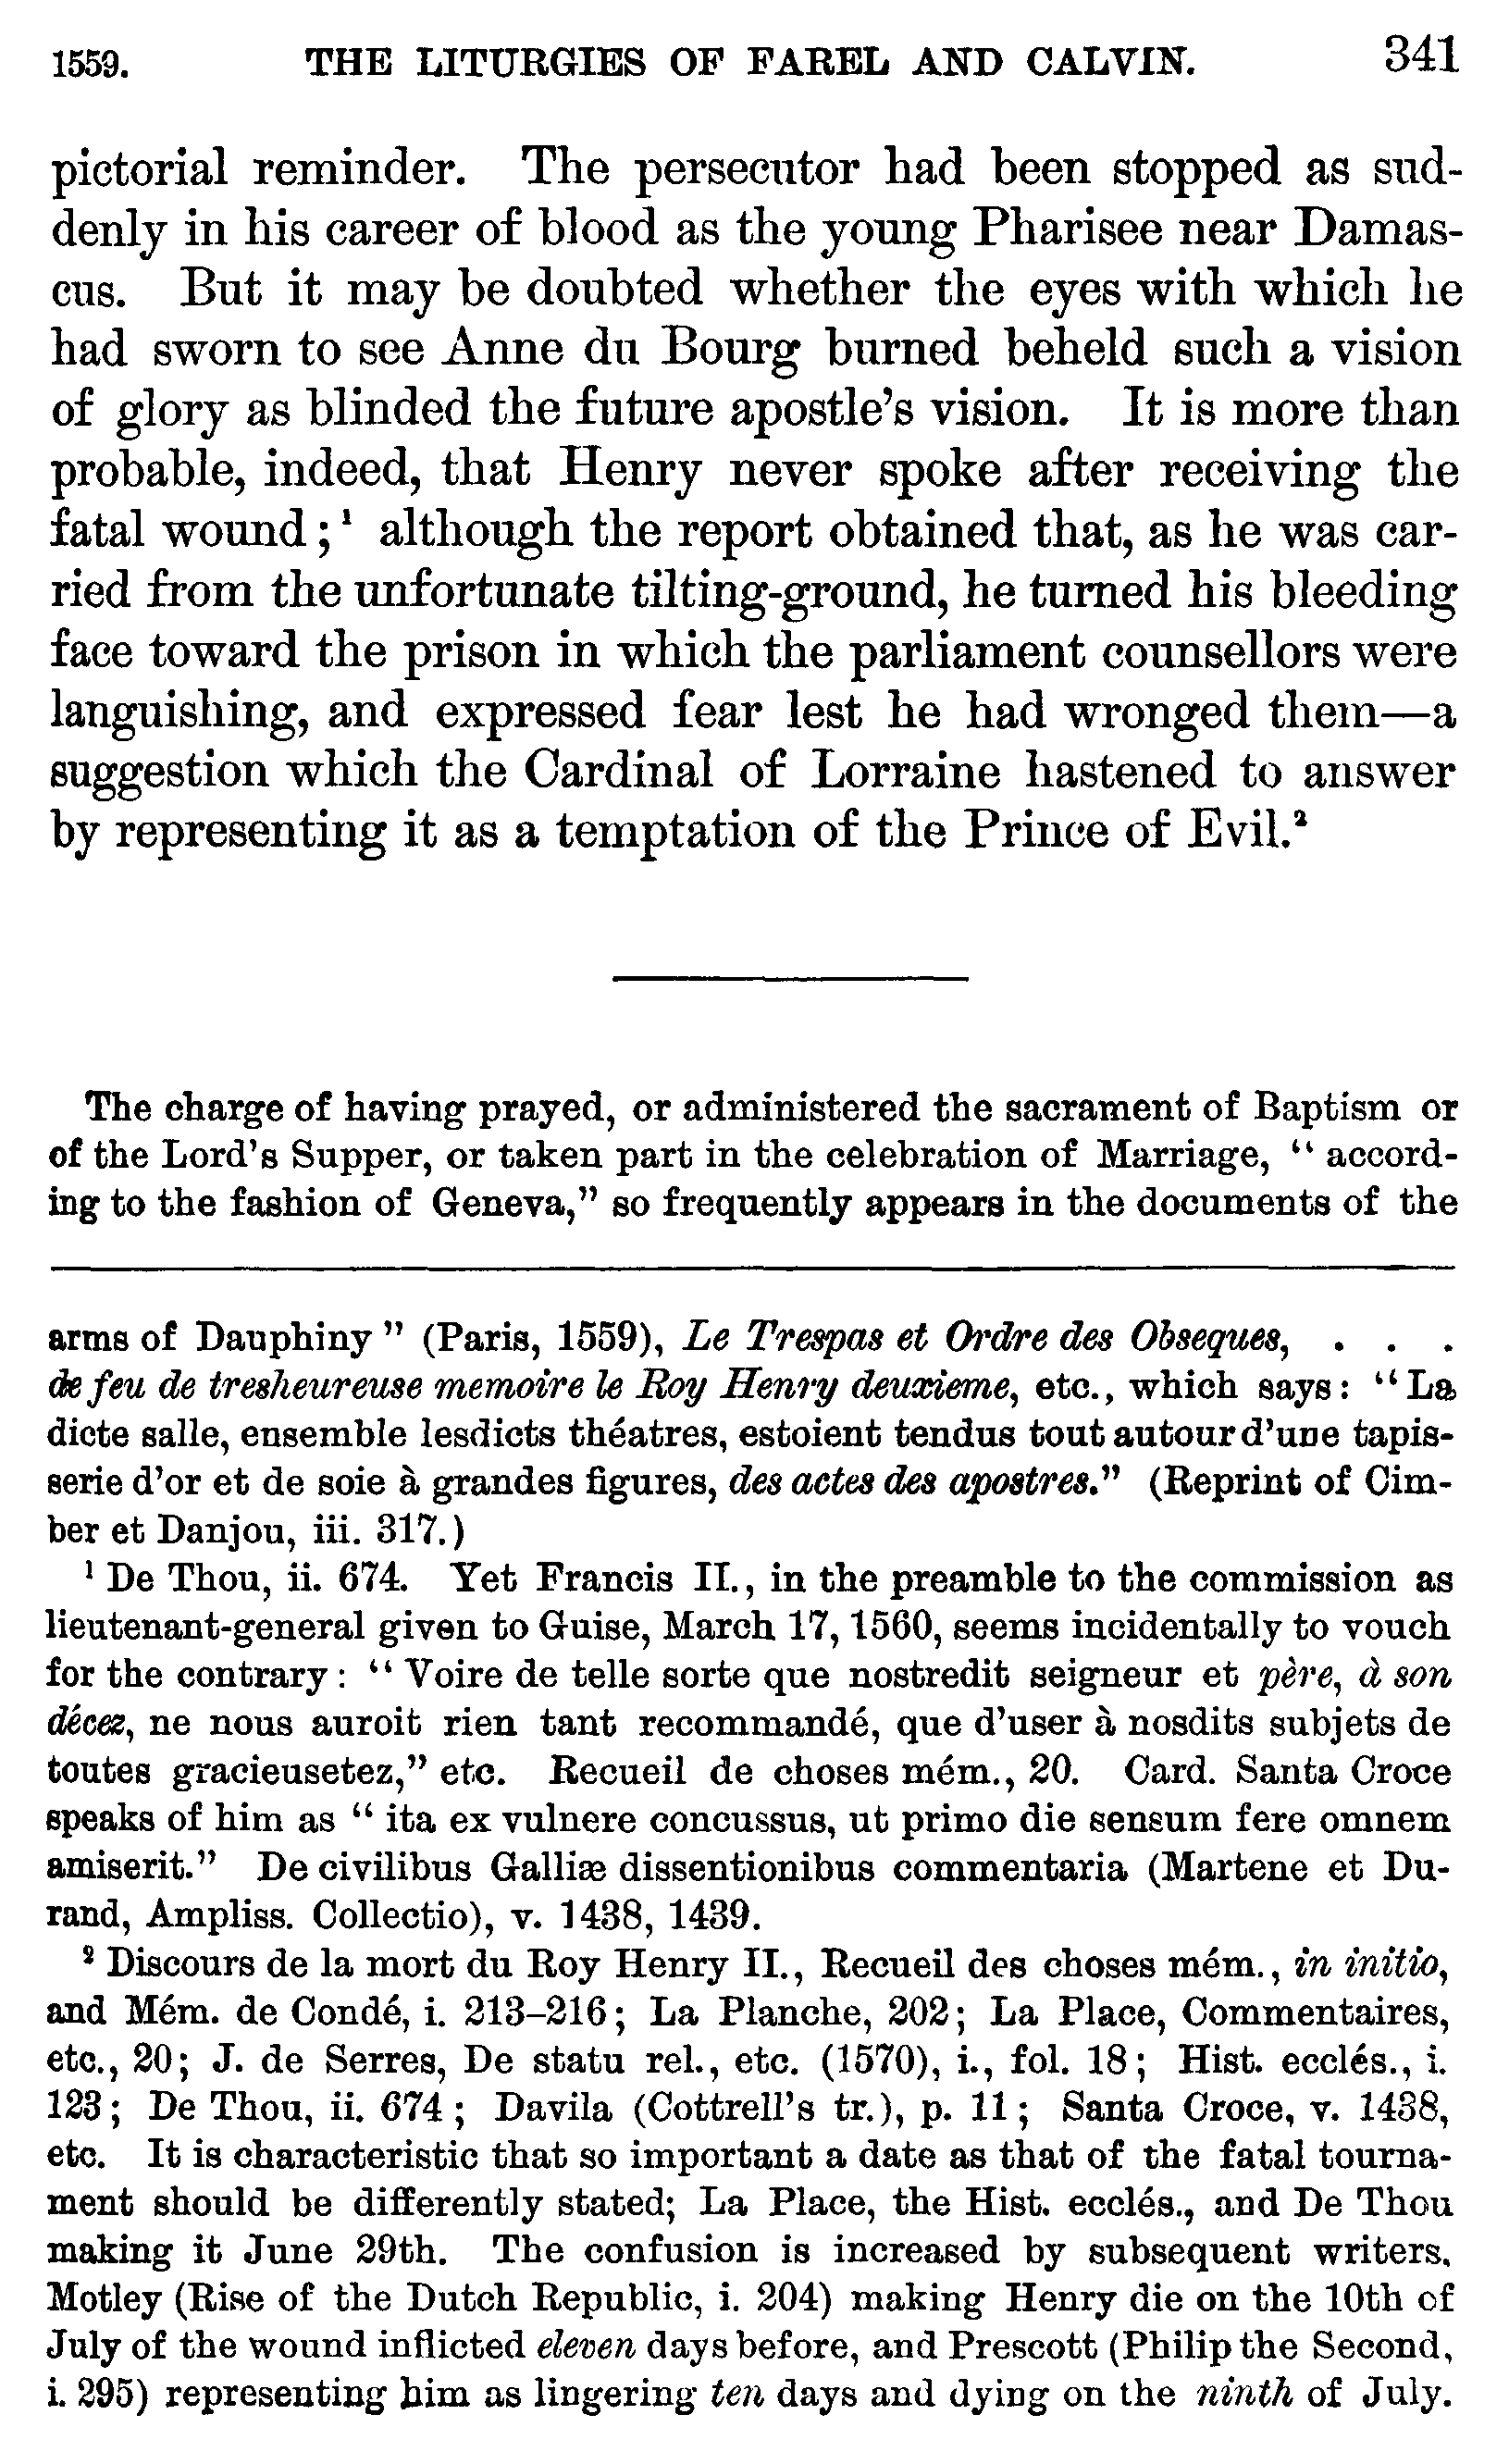 1559. THE LITURGIES OF FAREL AND CALVIN. 341
pictorial reminder. The persecutor had been stopped as sud-
denly in his career of blood as the young Pharisee near Damas-
cus. But it may be doubted whether the eyes with which he
had sworn to see Anne du Bourg burned beheld such a vision
of glory as blinded the future apostle's vision. It is more than
probable, indeed, that Henry never spoke after receiving the
fatal wound;¹ although the report obtained that, as he was car-
ried from the unfortunate tilting-ground, he turned his bleeding
face toward the prison in which the parliament counsellors were
languishing, and expressed fear lest he had wronged them—a
suggestion which the Cardinal of Lorraine hastened to answer
by representing it as a temptation of the Prince of Evil.²
The charge of having prayed, or administered the sacrament of Baptism or
of the Lord's Supper, or taken part in the celebration of Marriage, "accord-
ing to the fashion of Geneva," so frequently appears in the documents of the
arms of Dauphiny" (Paris, 1559), Le Trespas et Ordre des Obseques, . . .
de feu de tresheureuse memoire le Roy Henry deuxieme, etc., which says: "La
dicte salle, ensemble lesdicts théatres, estoient tendus tout autour d'une tapis-
serie d'or et de soie à grandes figures, des actes des apostres." (Reprint of Cim-
ber et Danjou, iii. 317.)
¹ De Thou, ii. 674. Yet Francis II., in the preamble to the commission as
lieutenant-general given to Guise, March 17, 1560, seems incidentally to vouch
for the contrary: "Voire de telle sorte que nostredit seigneur et père, à son
décez, ne nous auroit rien tant recommandé, que d'user à nosdits subjets de
toutes gracieusetez," etc. Recueil de choses mém., 20. Card. Santa Croce
speaks of him as "ita ex vulnere concussus, ut primo die sensum fere omnem
amiserit." De civilibus Galliæ dissentionibus commentaria (Martene et Du-
rand, Ampliss. Collectio), v. 1438, 1439.
² Discours de la mort du Roy Henry II., Recueil des choses mém., in initio,
and Mém. de Condé, i. 213–216; La Planche, 202; La Place, Commentaires,
etc., 20; J. de Serres, De statu rel., etc. (1570), i., fol. 18; Hist. ecclés., i.
123; De Thou, ii. 674; Davila (Cottrell's tr.), p. 11; Santa Croce, v. 1438,
etc. It is characteristic that so important a date as that of the fatal tourna-
ment should be differently stated; La Place, the Hist. ecclés., and De Thou
making it June 29th. The confusion is increased by subsequent writers,
Motley (Rise of the Dutch Republic, i. 204) making Henry die on the 10th of
July of the wound inflicted eleven days before, and Prescott (Philip the Second,
i. 295) representing him as lingering ten days and dying on the ninth of July.